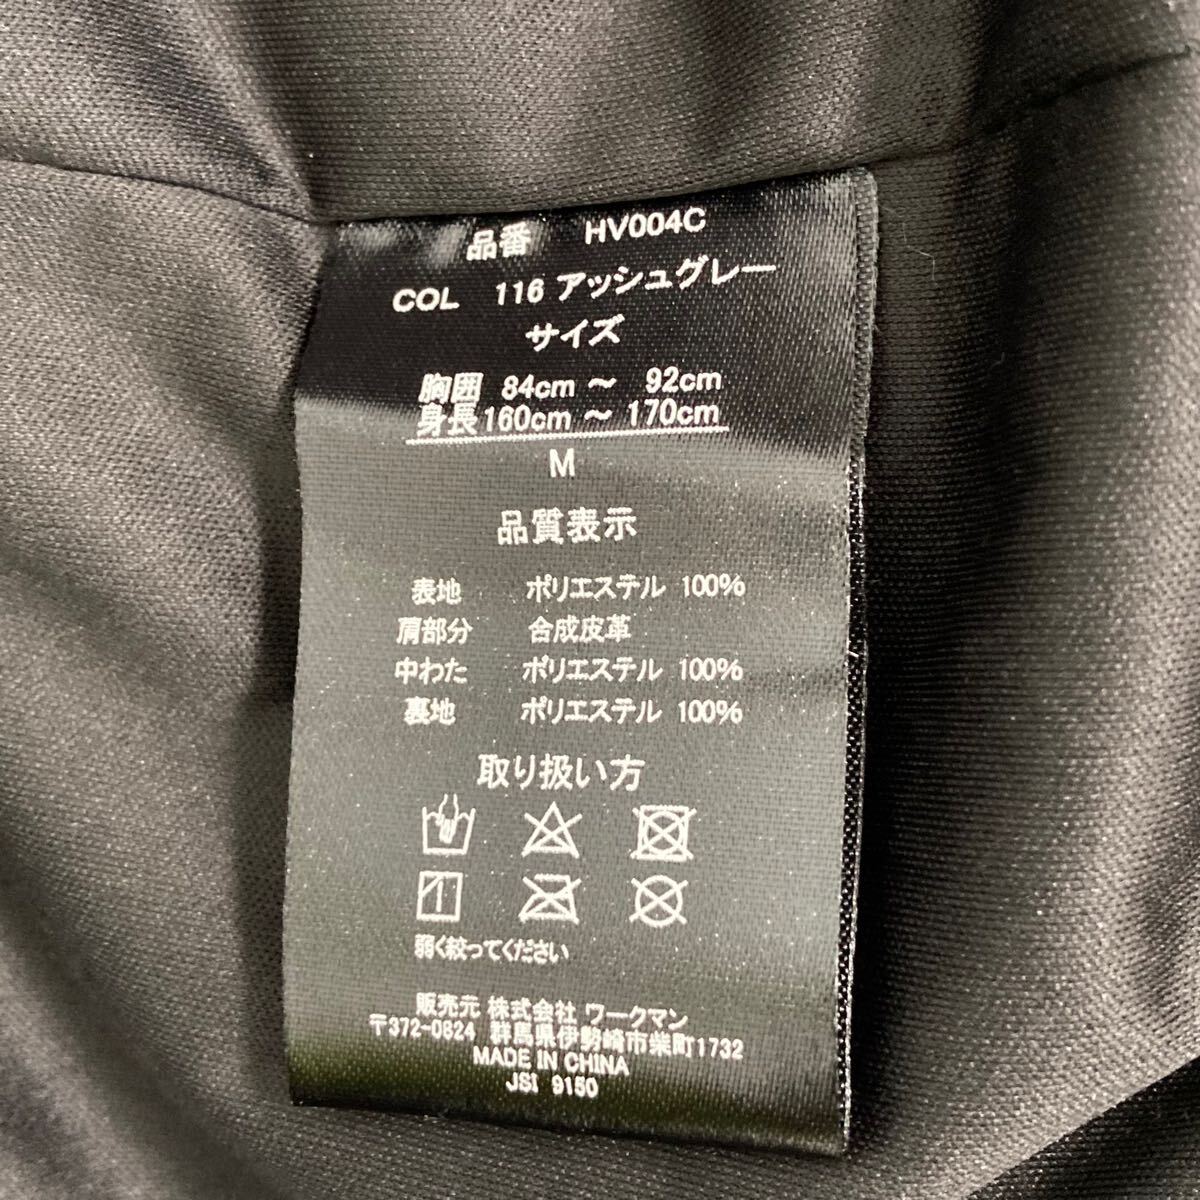 品番 HV004C
COL 116 アッシュグレー
サイズ
胸囲 84cm ～ 92cm
身長160cm ～ 170cm
M
品質表示
表地 ポリエステル 100%
肩部分 合成皮革
中わた ポリエステル 100%
裏地 ポリエステル 100%
取り扱い方
弱く絞ってください
販売元 株式会社 ワークマン
〒372-0824 群馬県伊勢崎市柴町1732
MADE IN CHINA
JSI 9150